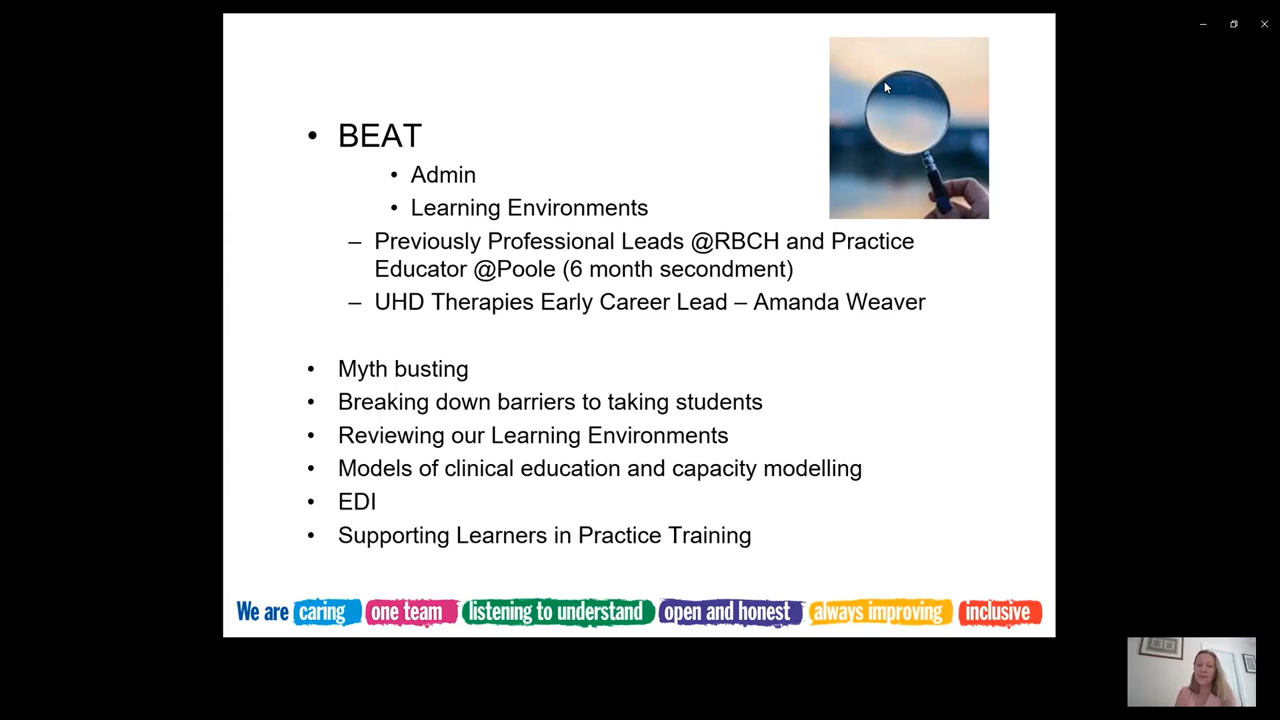 • BEAT
• Admin
• Learning Environments
– Previously Professional Leads @RBCH and Practice
Educator @Poole (6 month secondment)
– UHD Therapies Early Career Lead – Amanda Weaver
• Myth busting
• Breaking down barriers to taking students
• Reviewing our Learning Environments
• Models of clinical education and capacity modelling
• EDI
• Supporting Learners in Practice Training
We are caring one team listening to understand open and honest always improving inclusive